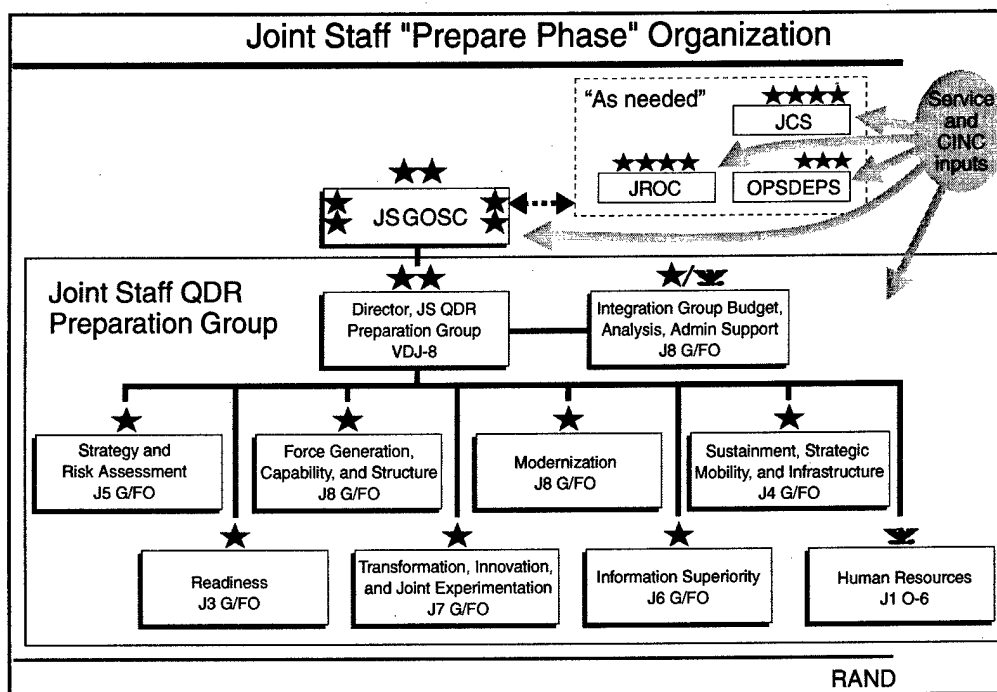 Joint Staff "Prepare Phase" Organization
“As needed”
JCS
JROC
OPSDEPS
Service
and
CINC
inputs
JS GOSC
Joint Staff QDR
Preparation Group
Director, JS QDR
Preparation Group
VDJ-8
Integration Group Budget,
Analysis, Admin Support
J8 G/FO
Strategy and
Risk Assessment
J5 G/FO
Force Generation,
Capability, and Structure
J8 G/FO
Modernization
J8 G/FO
Sustainment, Strategic
Mobility, and Infrastructure
J4 G/FO
Readiness
J3 G/FO
Transformation, Innovation,
and Joint Experimentation
J7 G/FO
Information Superiority
J6 G/FO
Human Resources
J1 O-6
RAND